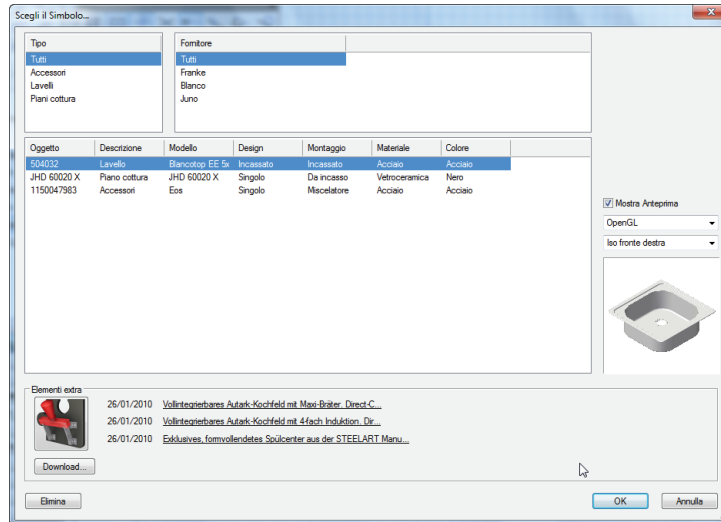 Scegli il Simbolo...
Tipo
Tutti
Accessori
Lavelli
Piani cottura
Fornitore
Tutti
Franke
Blanco
Juno
Oggetto Descrizione Modello Design Montaggio Materiale Colore
504032 Lavello Blancotop EE 5x Incassato Incassato Acciaio Acciaio
JHD 60020 X Piano cottura JHD 60020 X Singolo Da incasso Vetroceramica Nero
1150047983 Accessori Eos Singolo Miscelatore Acciaio Acciaio
Mostra Anteprima
OpenGL
Iso fronte destra
Elementi extra
26/01/2010 Vollintegrierbares Autark-Kochfeld mit Maxi-Bräter. Direct-C...
26/01/2010 Vollintegrierbares Autark-Kochfeld mit 4-fach Induktion. Dir...
26/01/2010 Exklusives, formvollendetes Spülcenter aus der STEELART Manu...
Download...
Elimina
OK Annulla